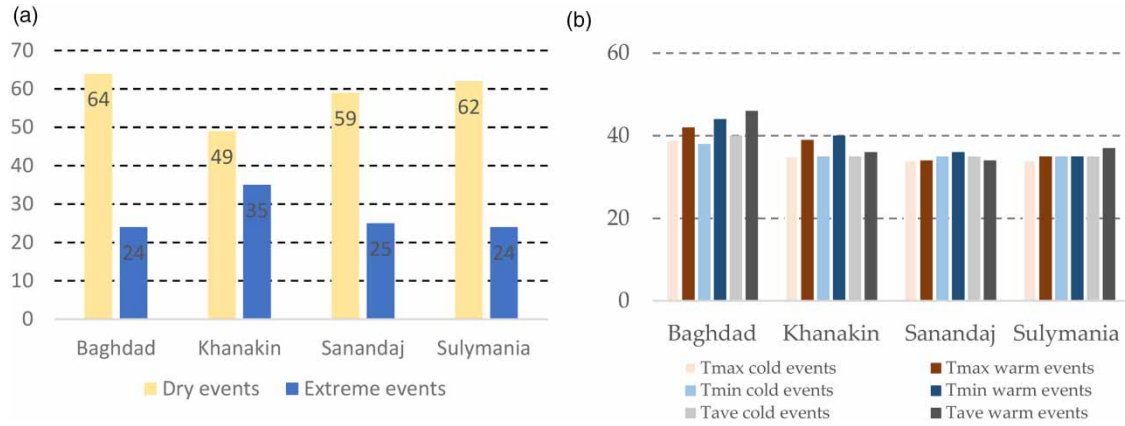 (a)
70
60
50
40
30
20
10
0
64
24
49
35
59
25
62
24
Baghdad Khanakin Sanandaj Sulymania
Dry events Extreme events
(b)
60
40
20
0
Baghdad Khanakin Sanandaj Sulymania
Tmax cold events Tmax warm events
Tmin cold events Tmin warm events
Tave cold events Tave warm events